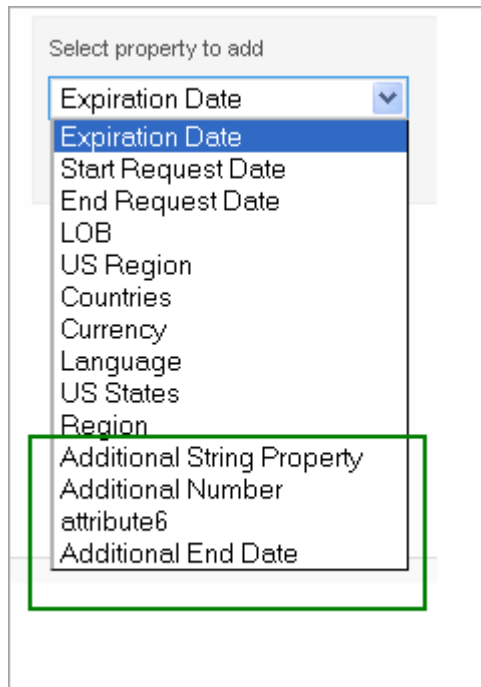 Select property to add
Expiration Date
Expiration Date
Start Request Date
End Request Date
LOB
US Region
Countries
Currency
Language
US States
Region
Additional String Property
Additional Number
attribute6
Additional End Date